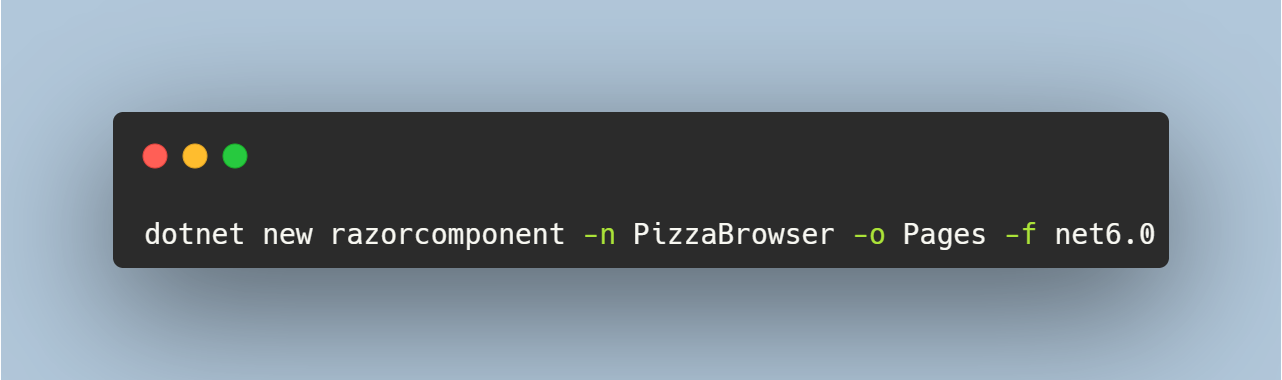 dotnet new razorcomponent -n PizzaBrowser -o Pages -f net6.0